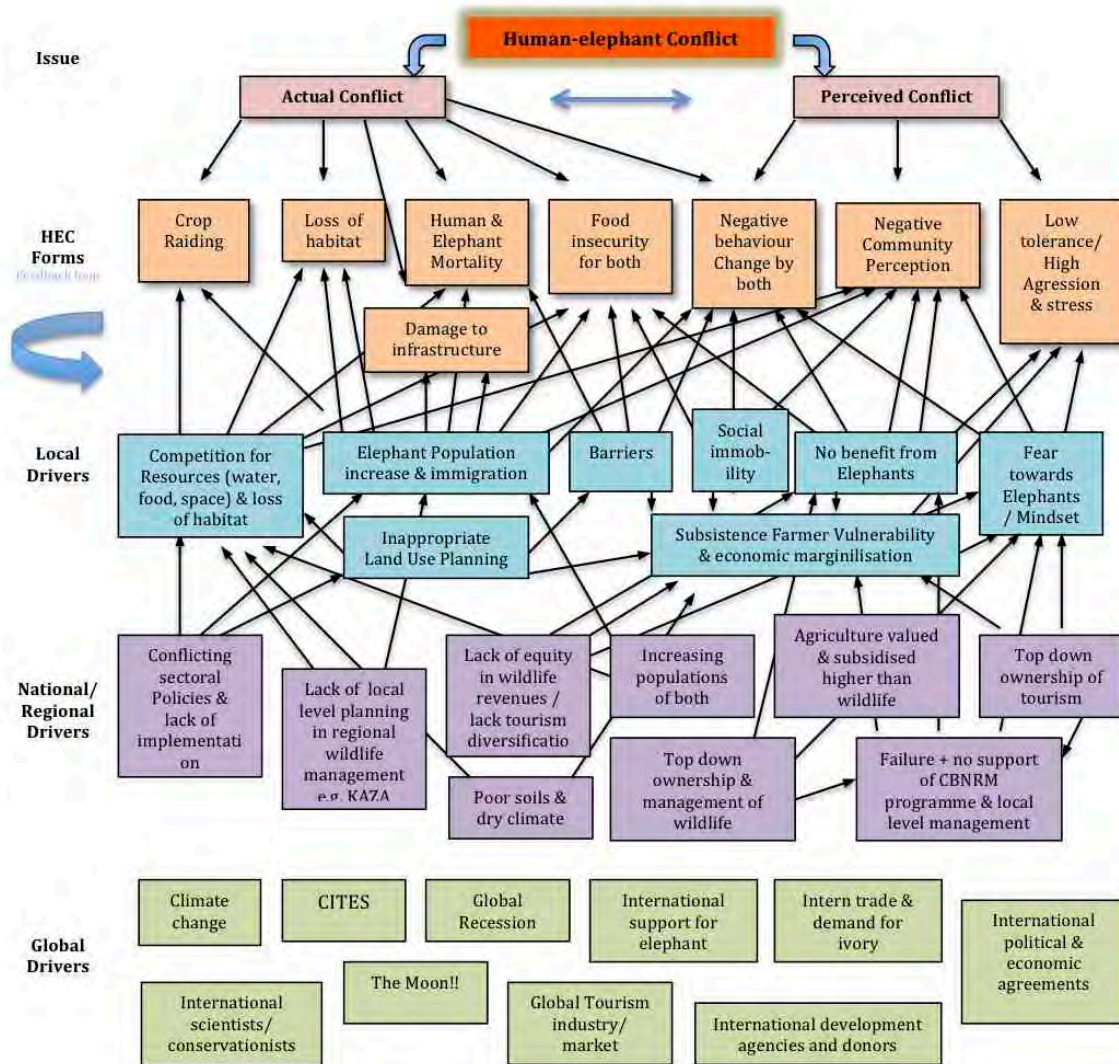 Issue
Human-elephant Conflict
Actual Conflict
Perceived Conflict
HEC
Forms
Feedback loop
Crop
Raiding
Loss of
habitat
Human &
Elephant
Mortality
Food
insecurity
for both
Negative
behaviour
Change by
both
Negative
Community
Perception
Low
tolerance/
High
Agression
& stress
Damage to
infrastructure
Local
Drivers
Competition for
Resources (water,
food, space) & loss
of habitat
Elephant Population
increase & immigration
Barriers
Social
immob-
ility
No benefit from
Elephants
Fear
towards
Elephants
/ Mindset
Inappropriate
Land Use Planning
Subsistence Farmer Vulnerability
& economic marginilisation
National/
Regional
Drivers
Conflicting
sectoral
Policies &
lack of
implementati
on
Lack of local
level planning
in regional
wildlife
management
e.g. KAZA
Lack of equity
in wildlife
revenues /
lack tourism
diversificatio
Increasing
populations
of both
Agriculture valued
& subsidised
higher than
wildlife
Top down
ownership of
tourism
Poor soils &
dry climate
Top down
ownership &
management of
wildlife
Failure + no support
of CBNRM
programme & local
level management
Global
Drivers
Climate
change
CITES
Global
Recession
International
support for
elephant
Intern trade &
demand for
ivory
International
political &
economic
agreements
International
scientists/
conservationists
The Moon!!
Global Tourism
industry/
market
International development
agencies and donors